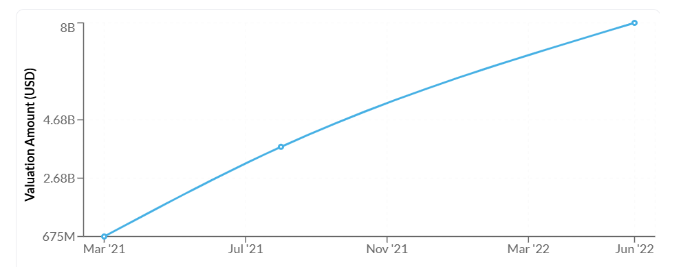 Valuation Amount (USD)
8B
4.68B
2.68B
675M
Mar '21
Jul '21
Nov '21
Mar '22
Jun '22